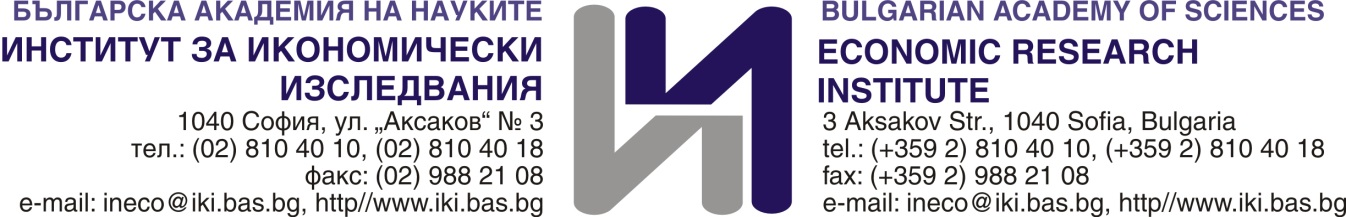 БЪЛГАРСКА АКАДЕМИЯ НА НАУКИТЕ
ИНСТИТУТ ЗА ИКОНОМИЧЕСКИ
ИЗСЛЕДВАНИЯ
1040 София, ул. „Аксаков“ № 3
тел.: (02) 810 40 10, (02) 810 40 18
факс: (02) 988 21 08
e-mail: ineco@iki.bas.bg, http//www.iki.bas.bg
BULGARIAN ACADEMY OF SCIENCES
ECONOMIC RESEARCH
INSTITUTE
3 Aksakov Str., 1040 Sofia, Bulgaria
tel.: (+359 2) 810 40 10, (+359 2) 810 40 18
fax: (+359 2) 988 21 08
e-mail: ineco@iki.bas.bg, http//www.iki.bas.bg